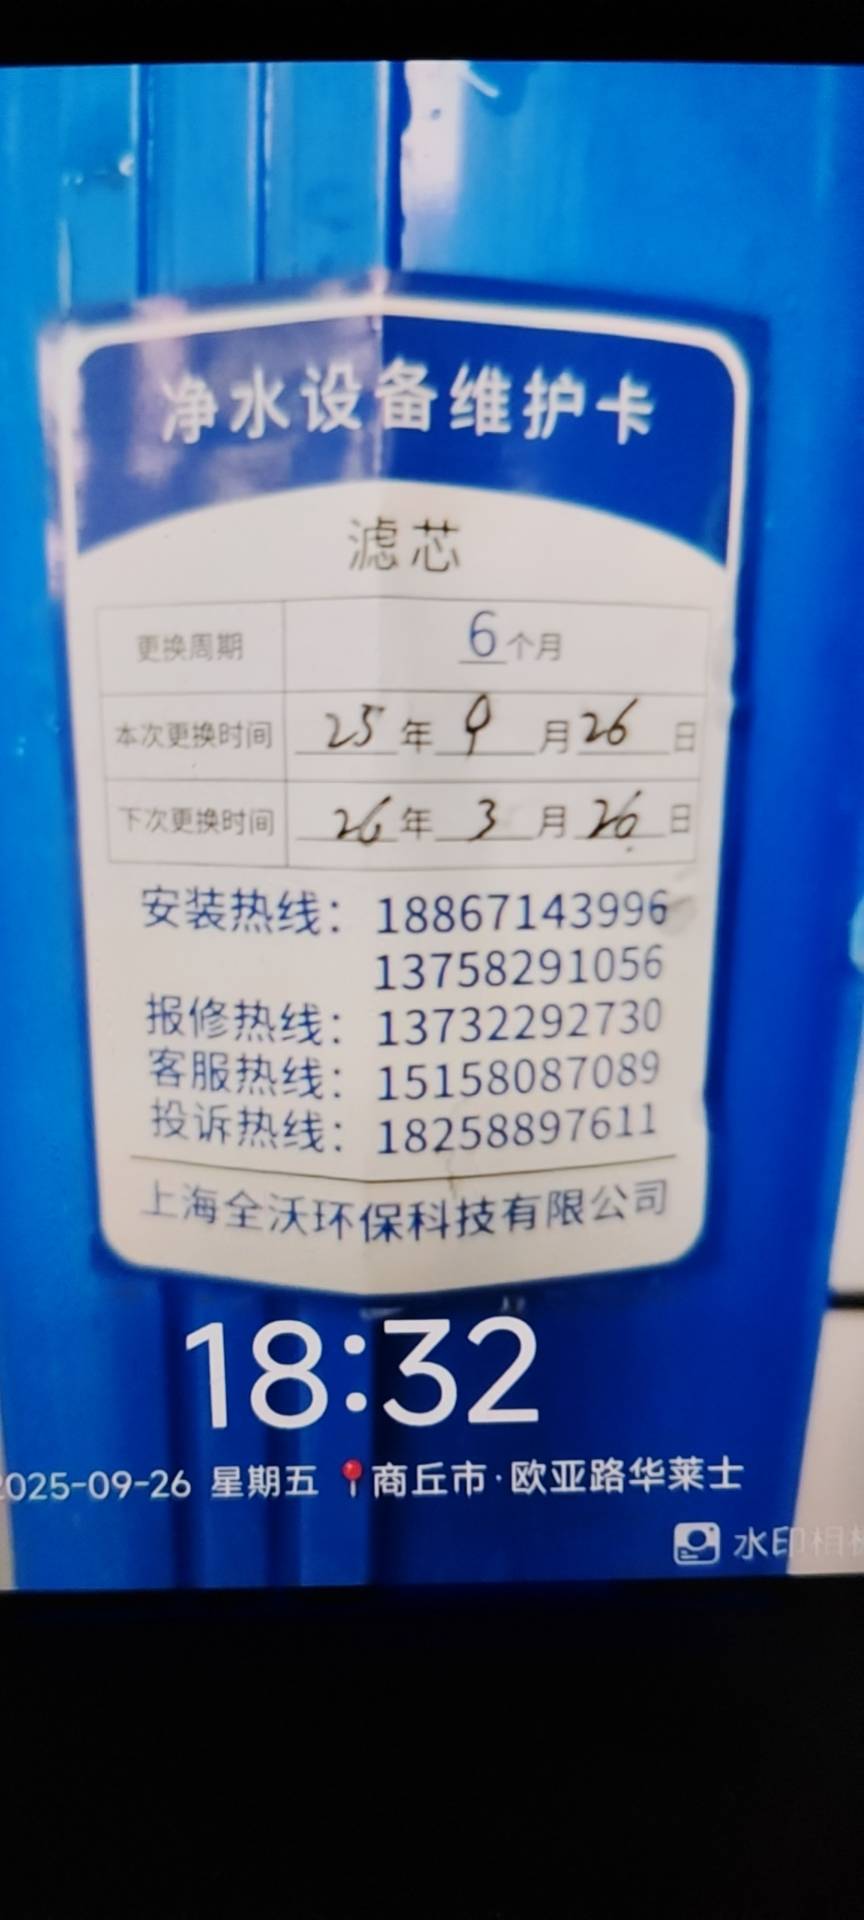 净水设备维护卡
滤芯
更换周期 6个月
本次更换时间 25年9月26日
下次更换时间 26年3月26日
安装热线：18867143996
13758291056
报修热线：13732292730
客服热线：15158087089
投诉热线：18258897611
上海全沃环保科技有限公司
18:32
2025-09-26 星期五 商丘市·欧亚路华莱士
水印相